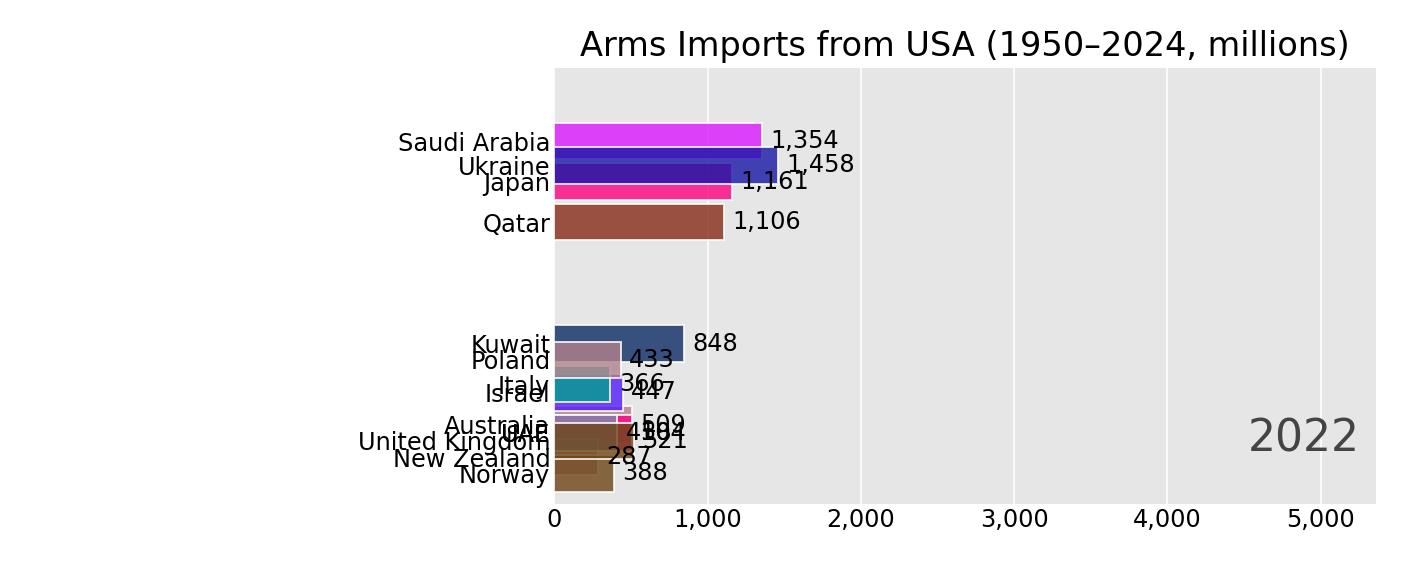 Arms Imports from USA (1950–2024, millions)
Saudi Arabia 1,354
Ukraine 1,458
Japan 1,161
Qatar 1,106
Kuwait 848
Poland 433
Italy 366
Israel 447
Australia 509
UAE
United Kingdom 521
New Zealand 287
Norway 388
2022
0 1,000 2,000 3,000 4,000 5,000